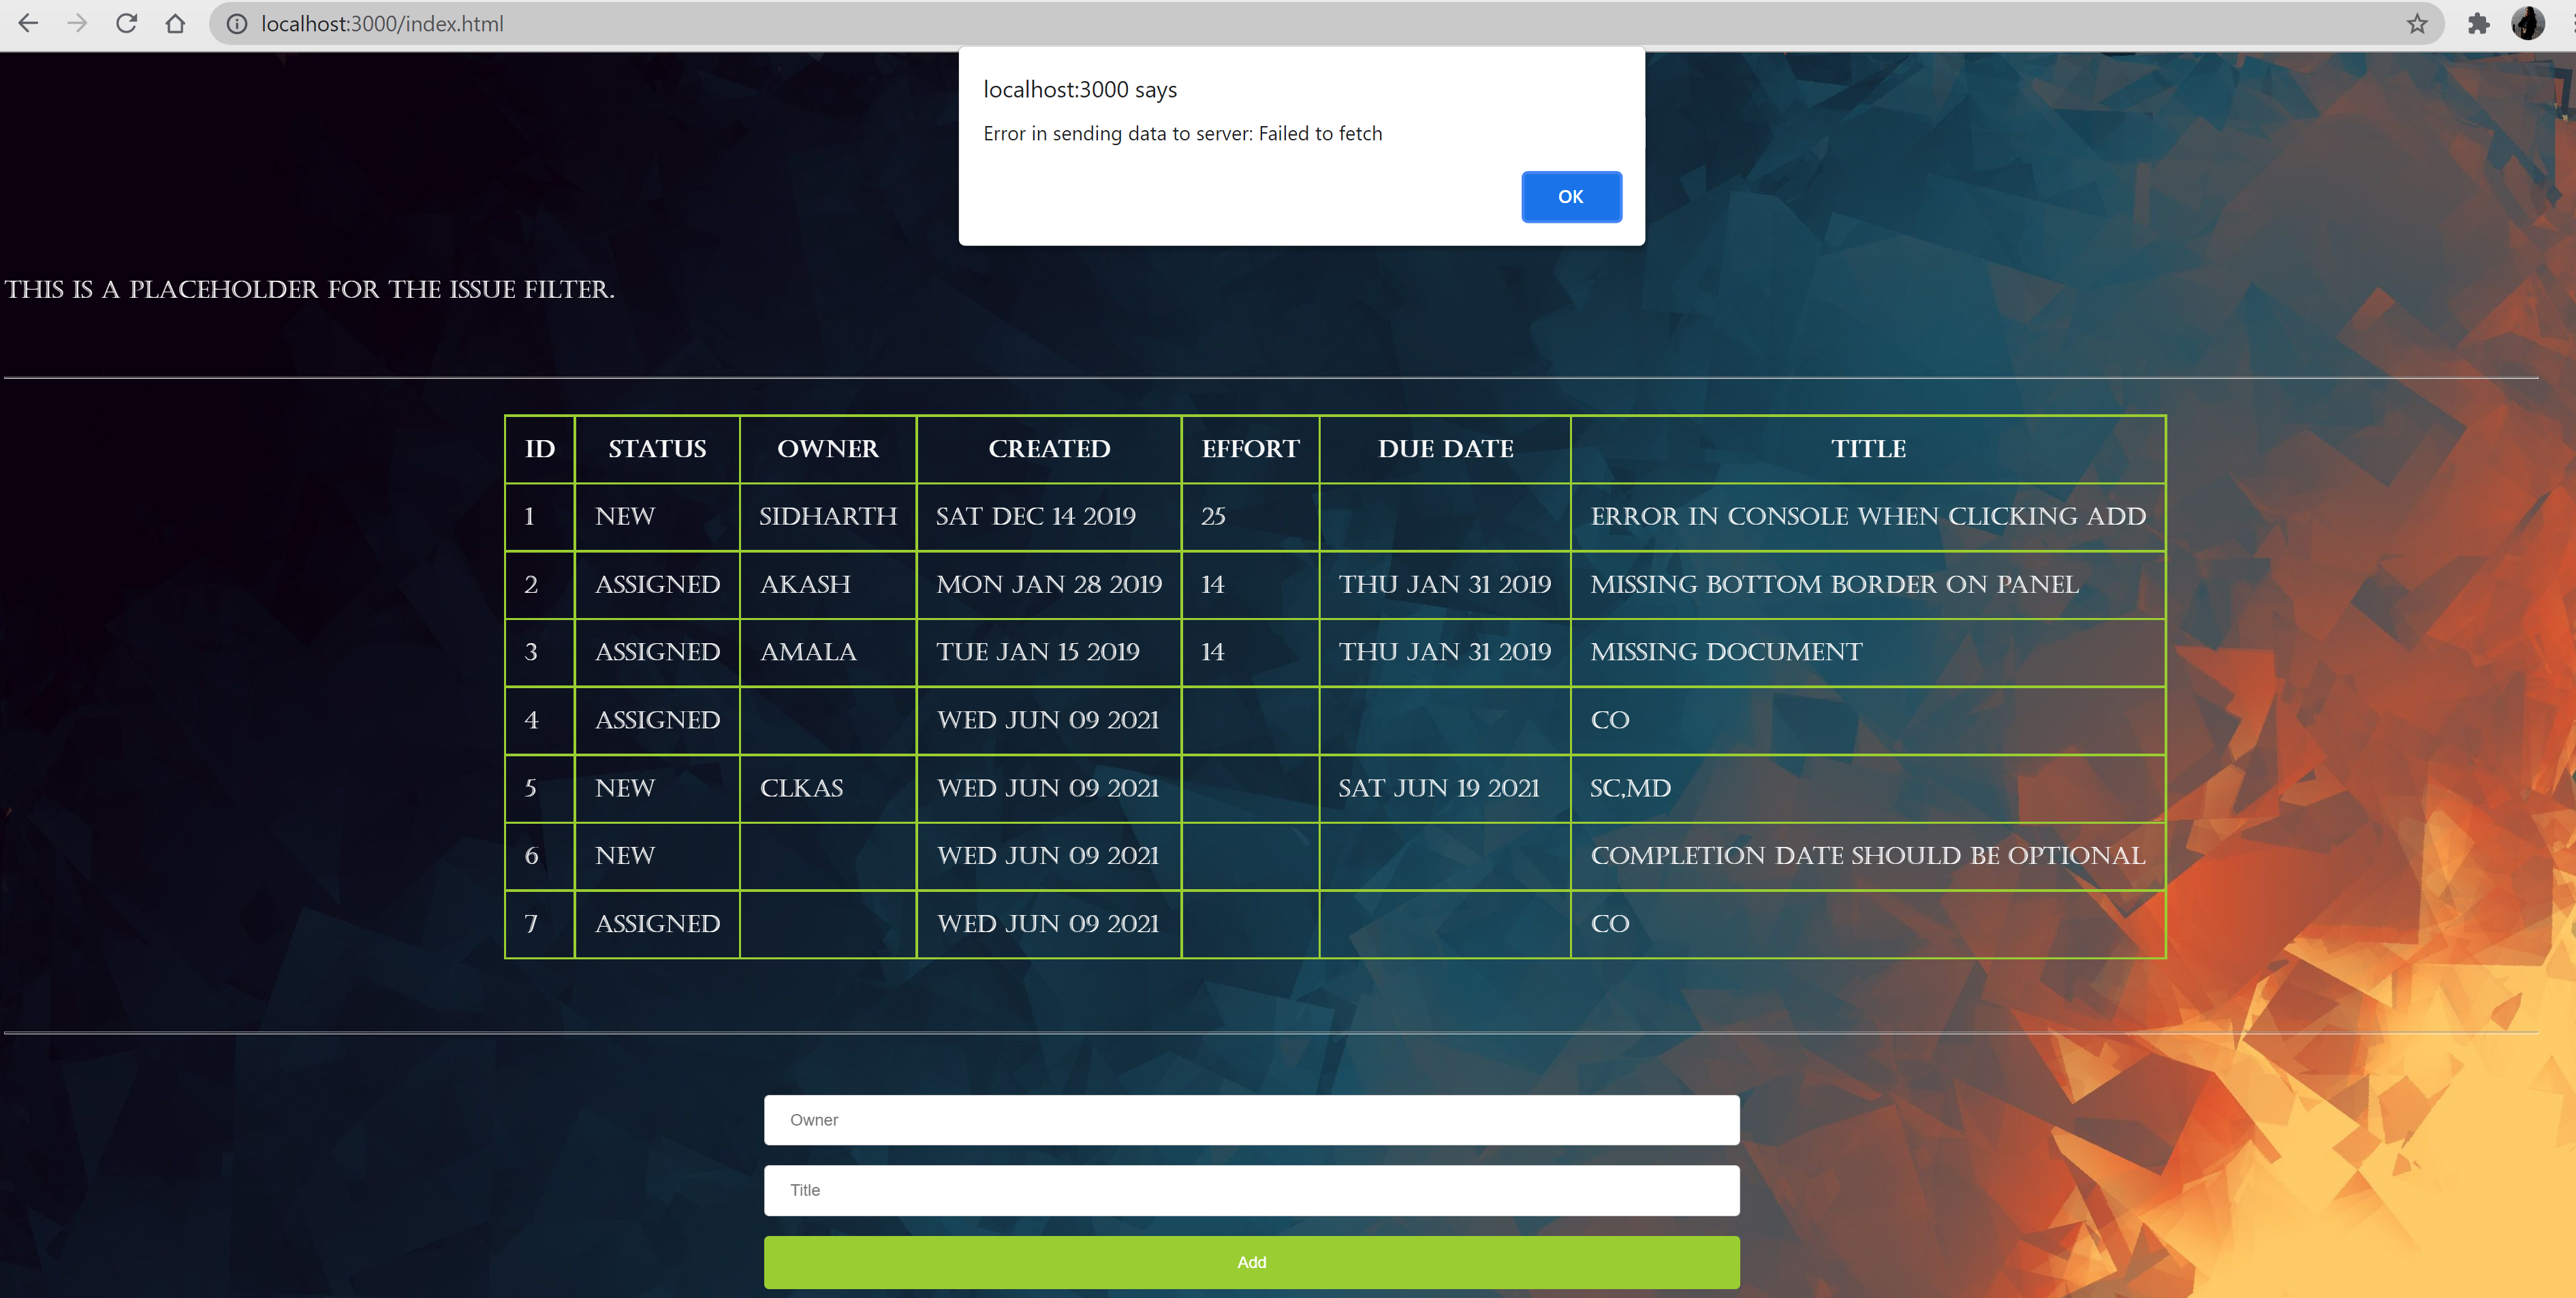 localhost:3000/index.html
localhost:3000 says
Error in sending data to server: Failed to fetch
OK
THIS IS A PLACEHOLDER FOR THE ISSUE FILTER.
ID STATUS OWNER CREATED EFFORT DUE DATE TITLE
1 NEW SIDHARTH SAT DEC 14 2019 25 ERROR IN CONSOLE WHEN CLICKING ADD
2 ASSIGNED AKASH MON JAN 28 2019 14 THU JAN 31 2019 MISSING BOTTOM BORDER ON PANEL
3 ASSIGNED AMALA TUE JAN 15 2019 14 THU JAN 31 2019 MISSING DOCUMENT
4 ASSIGNED WED JUN 09 2021 CO
5 NEW CLKAS WED JUN 09 2021 SAT JUN 19 2021 SC,MD
6 NEW WED JUN 09 2021 COMPLETION DATE SHOULD BE OPTIONAL
7 ASSIGNED WED JUN 09 2021 CO
Owner
Title
Add